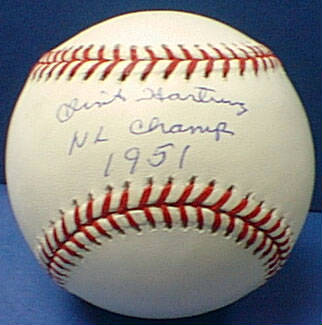 Clint Hartung
NL Champ
1951